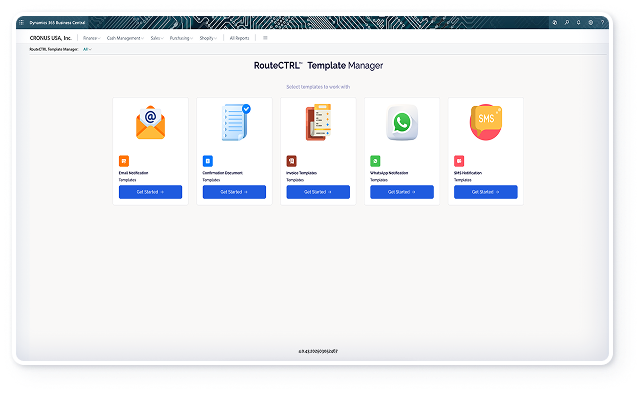 Dynamics 365 Business Central
CRONUS USA, Inc.
Finance
Cash Management
Sales
Purchasing
Shopify
All Reports
RouteCTRL Template Manager:
All
RouteCTRL™ Template Manager
Select templates to work with
@
SMS
Email Notification
Templates
Get Started →
Confirmation Document
Templates
Get Started →
Invoice Templates
Templates
Get Started →
WhatsApp Notification
Templates
Get Started →
SMS Notification
Templates
Get Started →